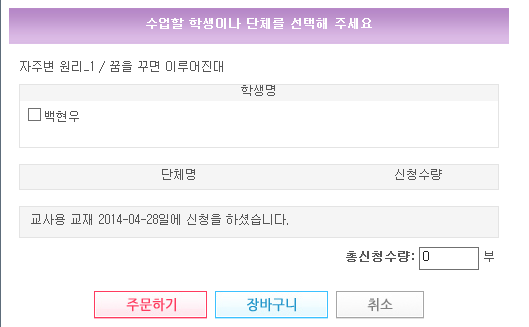 수업할 학생이나 단체를 선택해 주세요
자주변 원리_1 / 꿈을 꾸면 이루어진대
학생명
백현우
단체명 신청수량
교사용 교재 2014-04-28일에 신청을 하셨습니다.
총신청수량: 0 부
주문하기 장바구니 취소